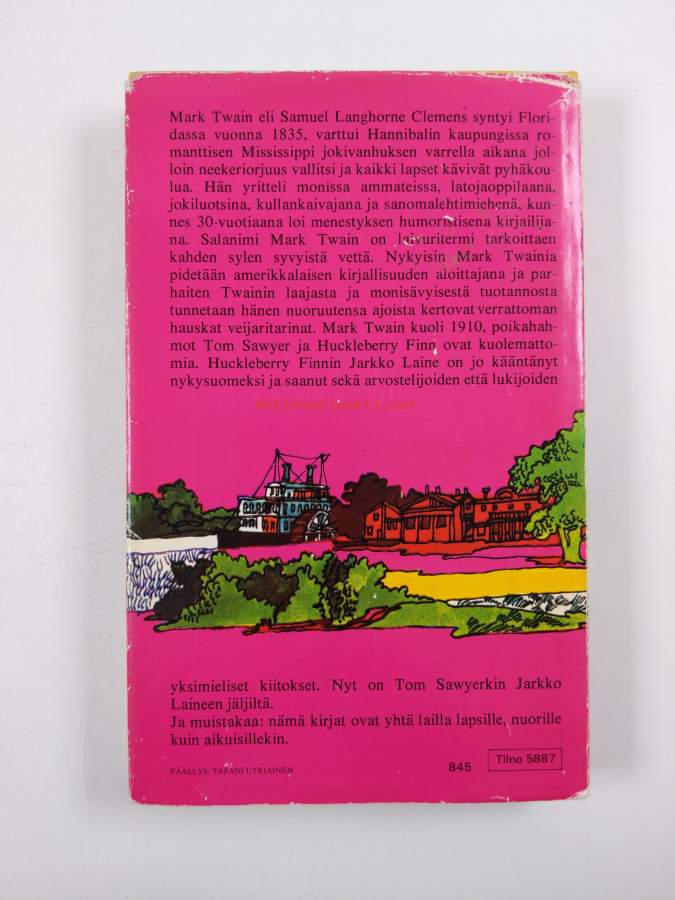 Mark Twain eli Samuel Langhorne Clemens syntyi Flori-
dassa vuonna 1835, varttui Hannibalin kaupungissa ro-
manttisen Mississippi jokivanhuksen varrella aikana jol-
loin neekeriorjuus vallitsi ja kaikki lapset kävivät pyhäkou-
lua. Hän yritteli monissa ammateissa, latojaoppilaana,
jokiluotsina, kullankaivajana ja sanomalehtimiehenä, kun-
nes 30-vuotiaana loi menestyksen humoristisena kirjailija-
na. Salanimi Mark Twain on laivuritermi tarkoittaen
kahden sylen syvyistä vettä. Nykyisin Mark Twainia
pidetään amerikkalaisen kirjallisuuden aloittajana ja par-
haiten Twainin laajasta ja monisävyisestä tuotannosta
tunnetaan hänen nuoruutensa ajoista kertovat verrattoman
hauskat veijaritarinat. Mark Twain kuoli 1910, poikahah-
mot Tom Sawyer ja Huckleberry Finn ovat kuolematto-
mia. Huckleberry Finnin Jarkko Laine on jo kääntänyt
nykysuomeksi ja saanut sekä arvostelijoiden että lukijoiden
yksimieliset kiitokset. Nyt on Tom Sawyerkin Jarkko
Laineen jäljiltä.
Ja muistakaa: nämä kirjat ovat yhtä lailla lapsille, nuorille
kuin aikuisillekin.
PÄÄLLYS: TAPANI UTRIAINEN
845
Tilno 5887